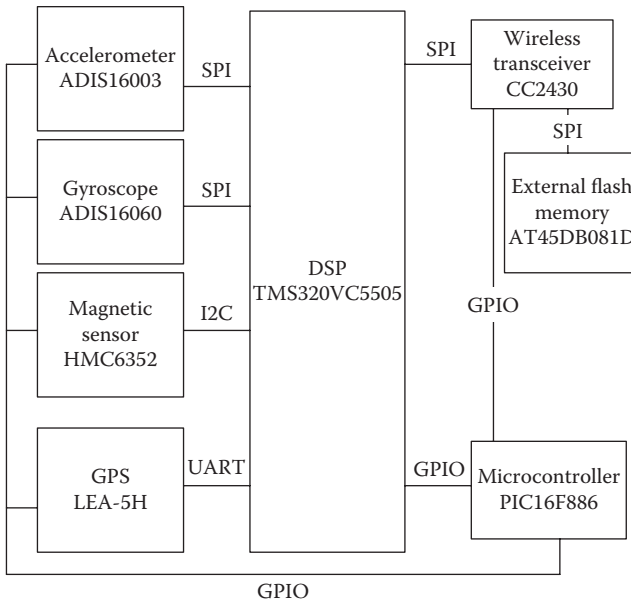 Accelerometer
ADIS16003
SPI
Gyroscope
ADIS16060
SPI
Magnetic
sensor
HMC6352
I2C
GPS
LEA-5H
UART
DSP
TMS320VC5505
SPI
Wireless
transceiver
CC2430
SPI
External flash
memory
AT45DB081D
GPIO
GPIO
Microcontroller
PIC16F886
GPIO